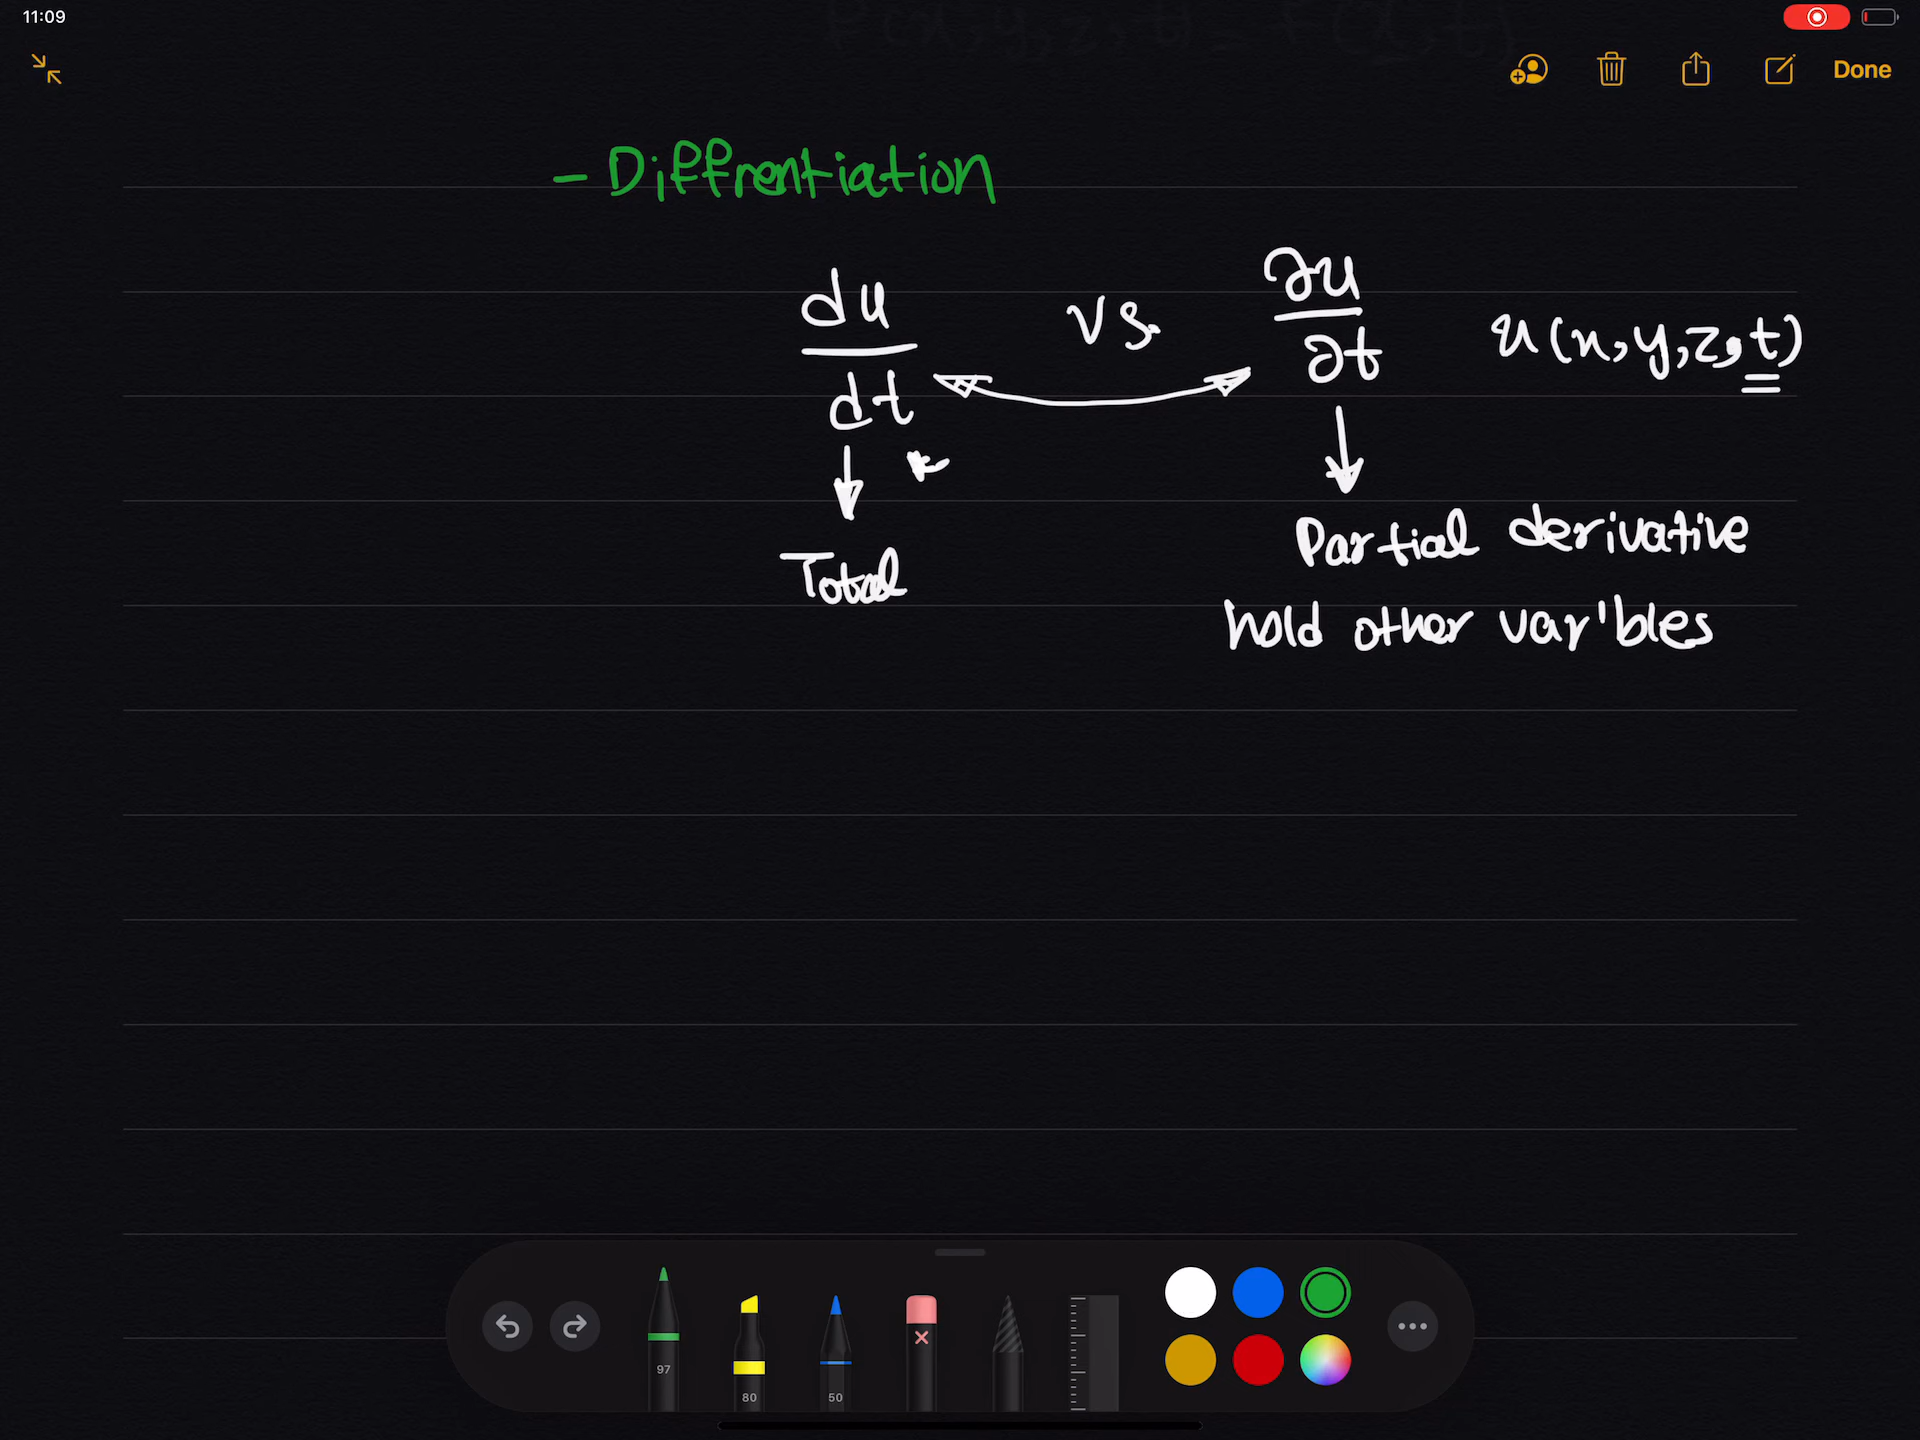 11:09
Done
- Diffrentiation
du/dt vs. ∂u/∂t u(x,y,z,t)
Total
Partial derivative
hold other var'bles
97
80
50